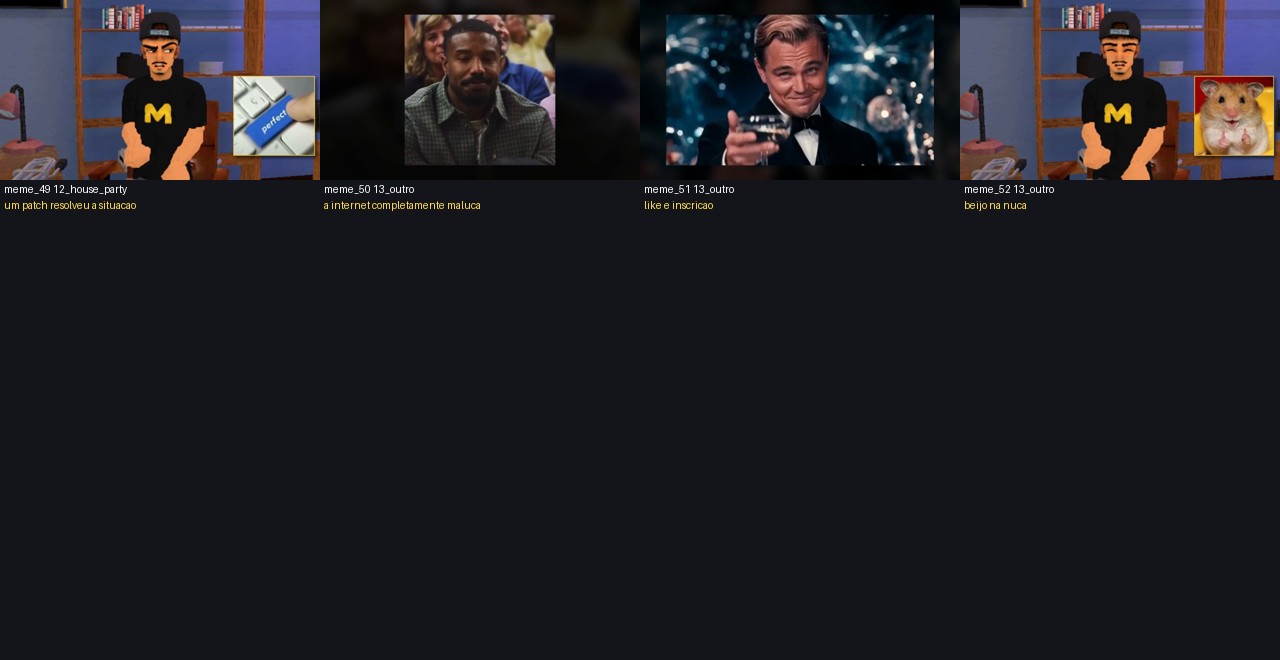 M
perfect
M
meme_49 12_house_party
meme_50 13_outro
meme_51 13_outro
meme_52 13_outro
um patch resolveu a situacao
a internet completamente maluca
like e inscricao
beijo na nuca